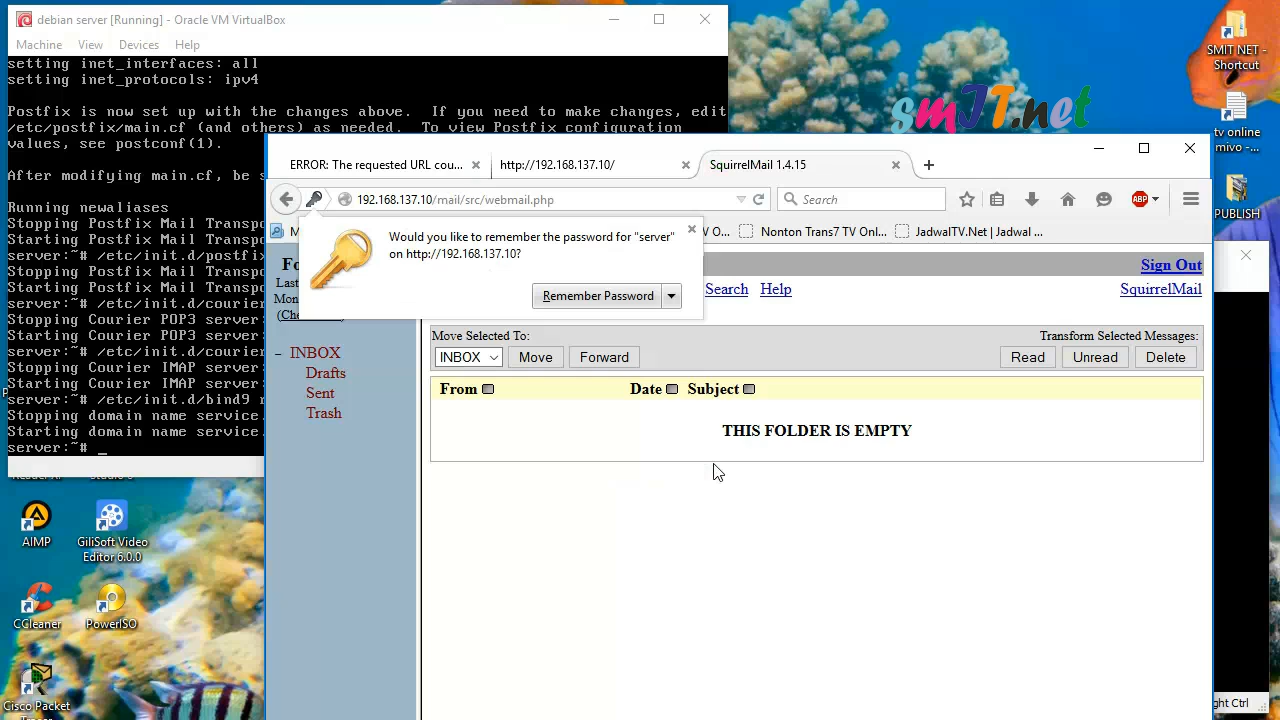 debian server [Running] - Oracle VM VirtualBox
Machine View Devices Help
setting inet_interfaces: all
setting inet_protocols: ipv4
Postfix is now set up with the changes above. If you need to make changes, edit
/etc/postfix/main.cf (and others) as needed. To view Postfix configuration
values, see postconf(1).
After modifying main.cf, be s
Running newaliases
Stopping Postfix Mail Transpo
Starting Postfix Mail Transpo
server:~# /etc/init.d/postfix
Stopping Postfix Mail Transpo
Starting Postfix Mail Transpo
server:~# /etc/init.d/courier
Stopping Courier POP3 server:
Starting Courier POP3 server:
server:~# /etc/init.d/courier
Stopping Courier IMAP server:
Starting Courier IMAP server:
server:~# /etc/init.d/bind9 r
Stopping domain name service.
Starting domain name service.
server:~# _
smIT.net
SMIT NET -
Shortcut
tv online
mivo -...
PUBLISH
ERROR: The requested URL cou...
http://192.168.137.10/
SquirrelMail 1.4.15
192.168.137.10/mail/src/webmail.php
Search
ABP
Nonton Trans7 TV Onl...
JadwalTV.Net | Jadwal ...
Would you like to remember the password for "server"
on http://192.168.137.10?
Remember Password
Fo
Las
Mon
(Che
Sign Out
Search Help
SquirrelMail
Move Selected To:
Transform Selected Messages:
INBOX Move Forward
Read Unread Delete
– INBOX
Drafts
Sent
Trash
From Date Subject
THIS FOLDER IS EMPTY
AIMP
GiliSoft Video
Editor 6.0.0
CCleaner
PowerISO
Cisco Packet
ght Ctrl